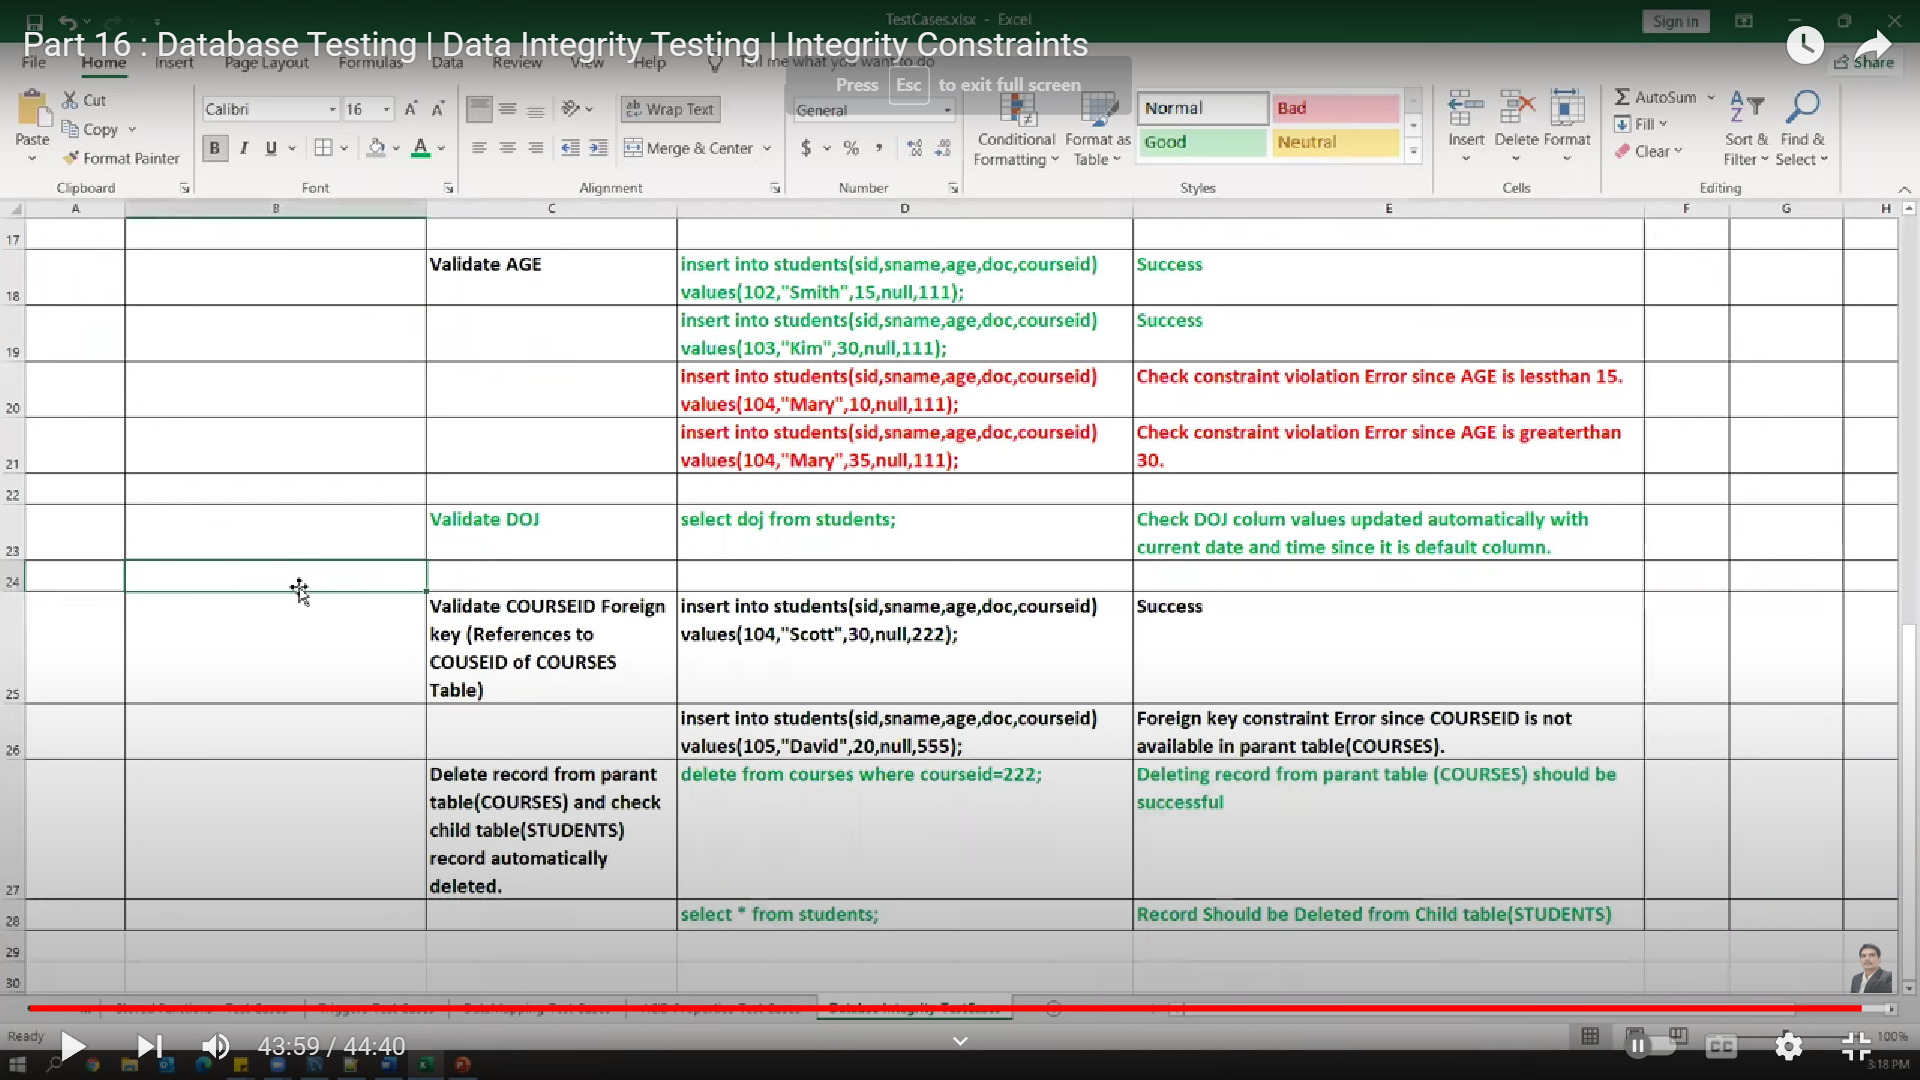 TestCases.xlsx - Excel
Sign in
Part 16 : Database Testing | Data Integrity Testing | Integrity Constraints
File Home Insert Page Layout Formulas Data Review View Help Tell me what you want to do
Share
Press Esc to exit full screen
Paste
Cut
Copy
Format Painter
Clipboard
Calibri 16
B I U
Font
Wrap Text
Merge & Center
Alignment
General
$ % ,
Number
Conditional Formatting
Format as Table
Normal Bad
Good Neutral
Styles
Insert Delete Format
Cells
AutoSum
Fill
Clear
Sort & Filter
Find & Select
Editing
A B C D E F G H
17
18 Validate AGE
insert into students(sid,sname,age,doc,courseid)
values(102,"Smith",15,null,111);
Success
19
insert into students(sid,sname,age,doc,courseid)
values(103,"Kim",30,null,111);
Success
20
insert into students(sid,sname,age,doc,courseid)
values(104,"Mary",10,null,111);
Check constraint violation Error since AGE is lessthan 15.
21
insert into students(sid,sname,age,doc,courseid)
values(104,"Mary",35,null,111);
Check constraint violation Error since AGE is greaterthan
30.
22
23 Validate DOJ
select doj from students;
Check DOJ colum values updated automatically with
current date and time since it is default column.
24
25 Validate COURSEID Foreign
key (References to
COUSEID of COURSES
Table)
insert into students(sid,sname,age,doc,courseid)
values(104,"Scott",30,null,222);
Success
26
insert into students(sid,sname,age,doc,courseid)
values(105,"David",20,null,555);
Foreign key constraint Error since COURSEID is not
available in parant table(COURSES).
27 Delete record from parant
table(COURSES) and check
child table(STUDENTS)
record automatically
deleted.
delete from courses where courseid=222;
Deleting record from parant table (COURSES) should be
successful
28
select * from students;
Record Should be Deleted from Child table(STUDENTS)
29
30
Ready
100%
43:59 / 44:40
CC
3:18 PM